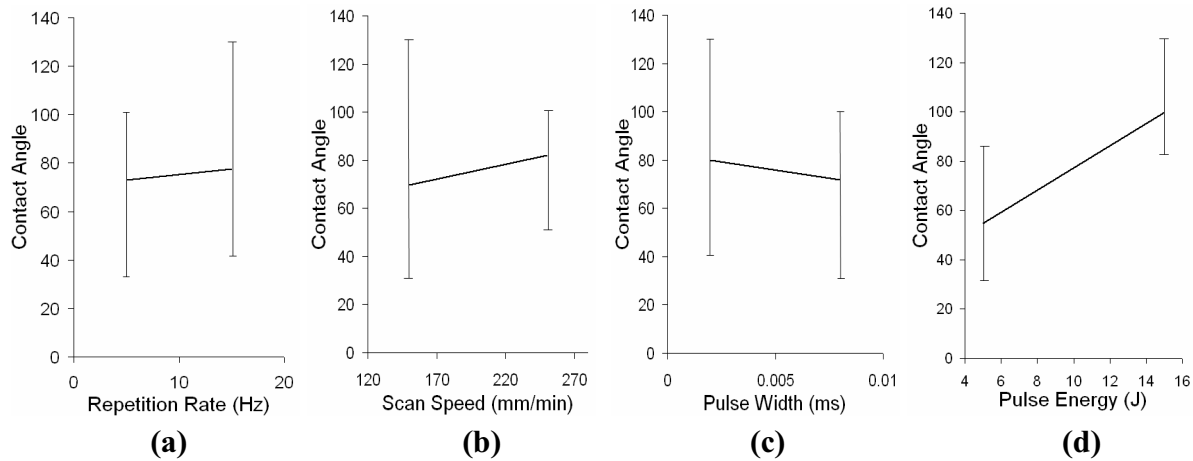 140
120
100
80
60
40
20
0
Contact Angle
0 10 20
Repetition Rate (Hz)
(a)
140
120
100
80
60
40
20
0
Contact Angle
120 170 220 270
Scan Speed (mm/min)
(b)
140
120
100
80
60
40
20
0
Contact Angle
0 0.005 0.01
Pulse Width (ms)
(c)
140
120
100
80
60
40
20
0
Contact Angle
4 6 8 10 12 14 16
Pulse Energy (J)
(d)